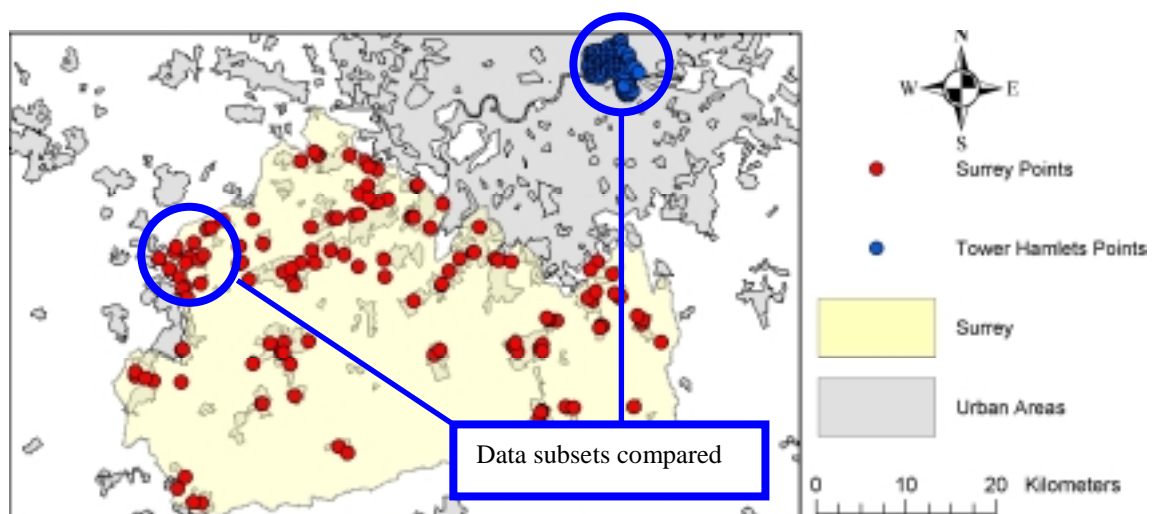 N
W E
S
Surrey Points
Tower Hamlets Points
Surrey
Urban Areas
Data subsets compared
0 10 20 Kilometers